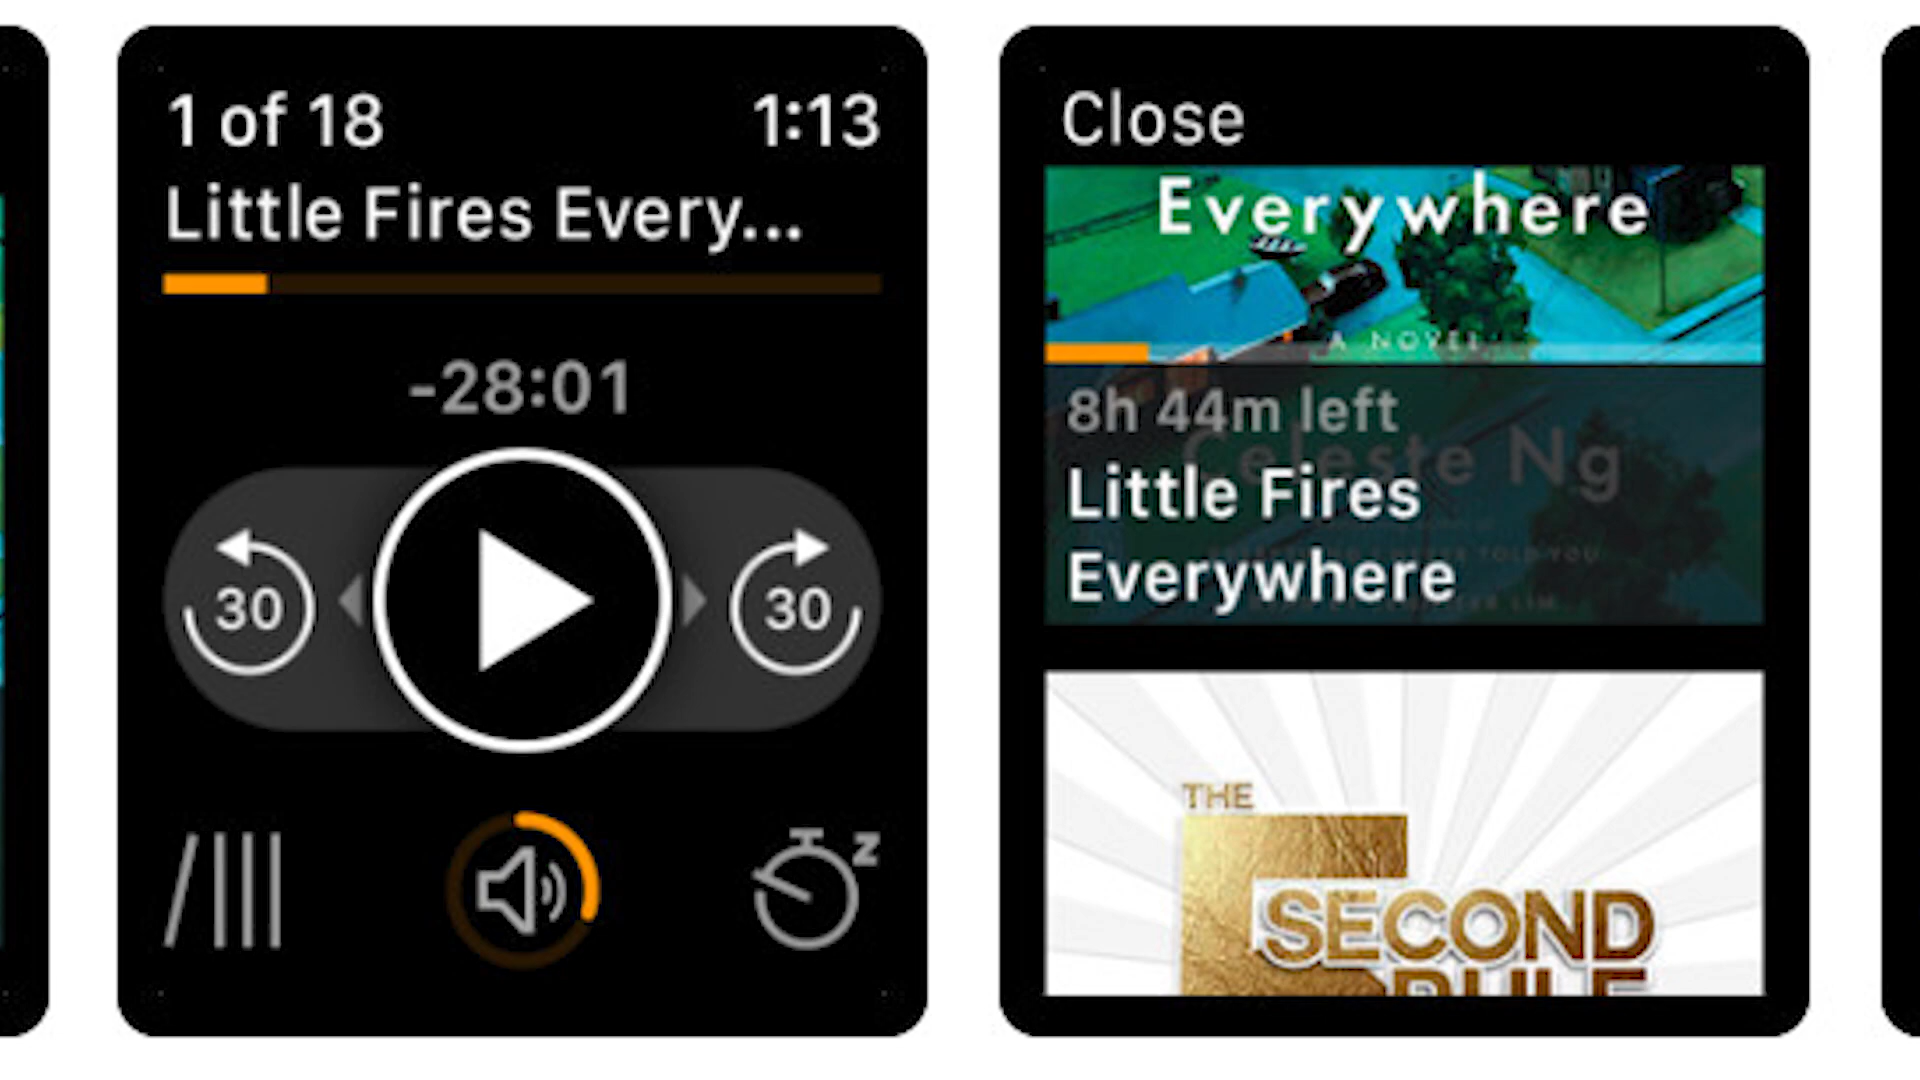 1 of 18
1:13
Little Fires Every...
-28:01
30
30
z
Close
Everywhere
A NOVEL
8h 44m left
Celeste Ng
Little Fires
Everywhere
THE
SECOND
RULE